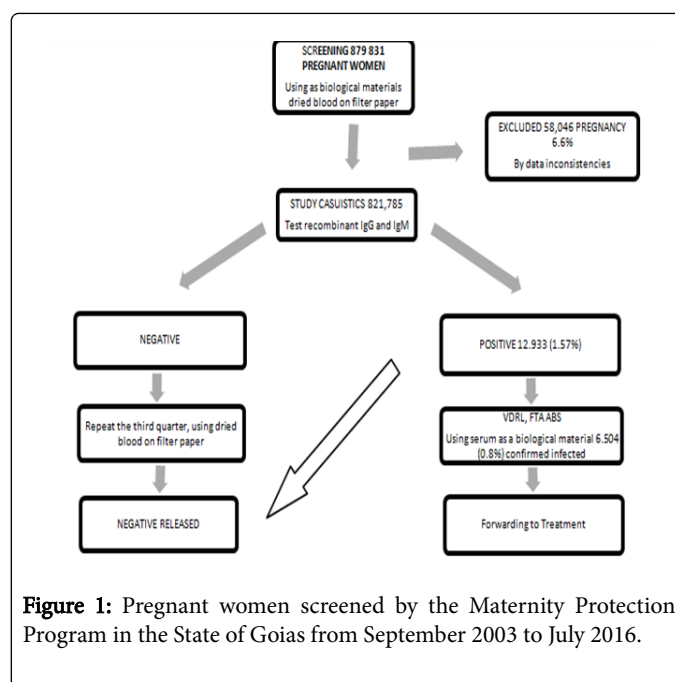 SCREENING 879 831
PREGNANT WOMEN
Using as biological materials
dried blood on filter paper
EXCLUDED 58,046 PREGNANCY
6.6%
By data inconsistencies
STUDY CASUISTICS 821,785
Test recombinant IgG and IgM
NEGATIVE
POSITIVE 12.933 (1.57%)
Repeat the third quarter, using dried
blood on filter paper
VDRL, FTA ABS
Using serum as a biological material 6.504
(0.8%) confirmed infected
NEGATIVE RELEASED
Forwarding to Treatment
Figure 1: Pregnant women screened by the Maternity Protection
Program in the State of Goias from September 2003 to July 2016.